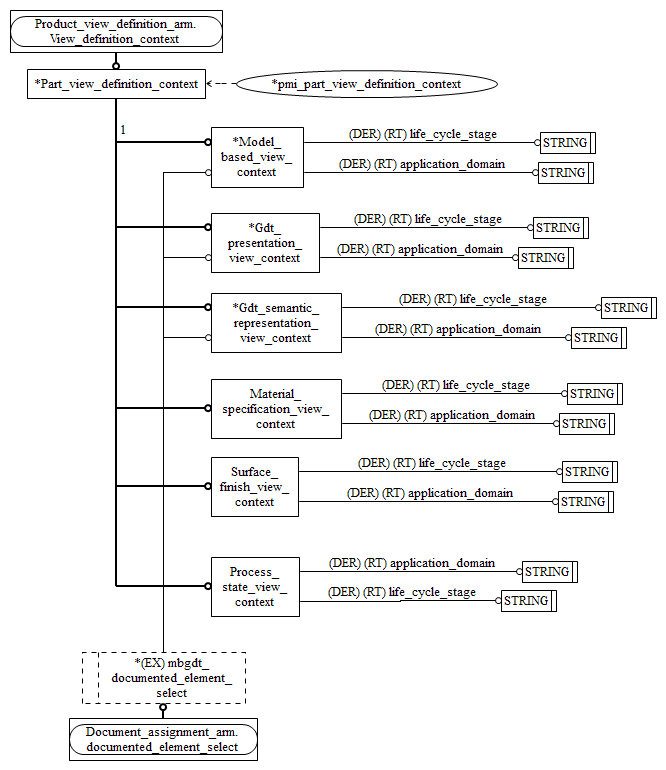 Product_view_definition_arm.
View_definition_context
*Part_view_definition_context
*pmi_part_view_definition_context
1
*Model_
based_view_
context
(DER) (RT) life_cycle_stage
STRING
(DER) (RT) application_domain
STRING
*Gdt_
presentation_
view_context
(DER) (RT) life_cycle_stage
STRING
(DER) (RT) application_domain
STRING
*Gdt_semantic_
representation_
view_context
(DER) (RT) life_cycle_stage
STRING
(DER) (RT) application_domain
STRING
Material_
specification_view_
context
(DER) (RT) life_cycle_stage
STRING
(DER) (RT) application_domain
STRING
Surface_
finish_view_
context
(DER) (RT) life_cycle_stage
STRING
(DER) (RT) application_domain
STRING
Process_
state_view_
context
(DER) (RT) application_domain
STRING
(DER) (RT) life_cycle_stage
STRING
*(EX) mbgdt_
documented_element_
select
Document_assignment_arm.
documented_element_select